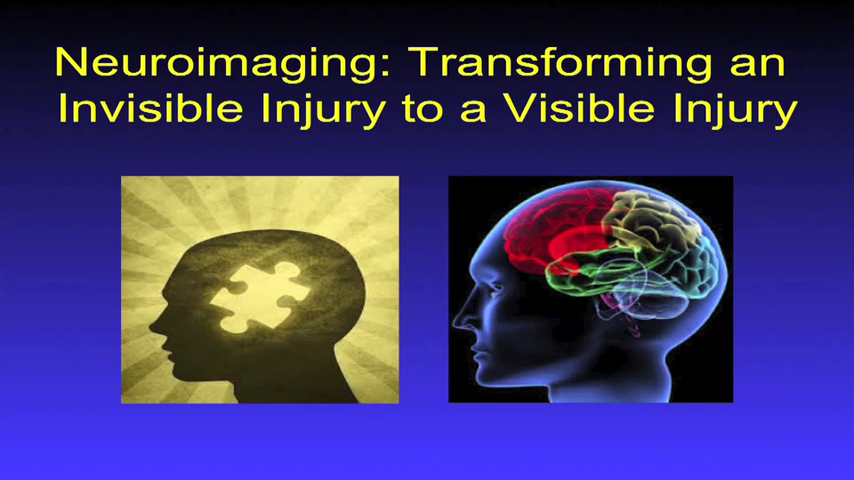 Neuroimaging: Transforming an
Invisible Injury to a Visible Injury